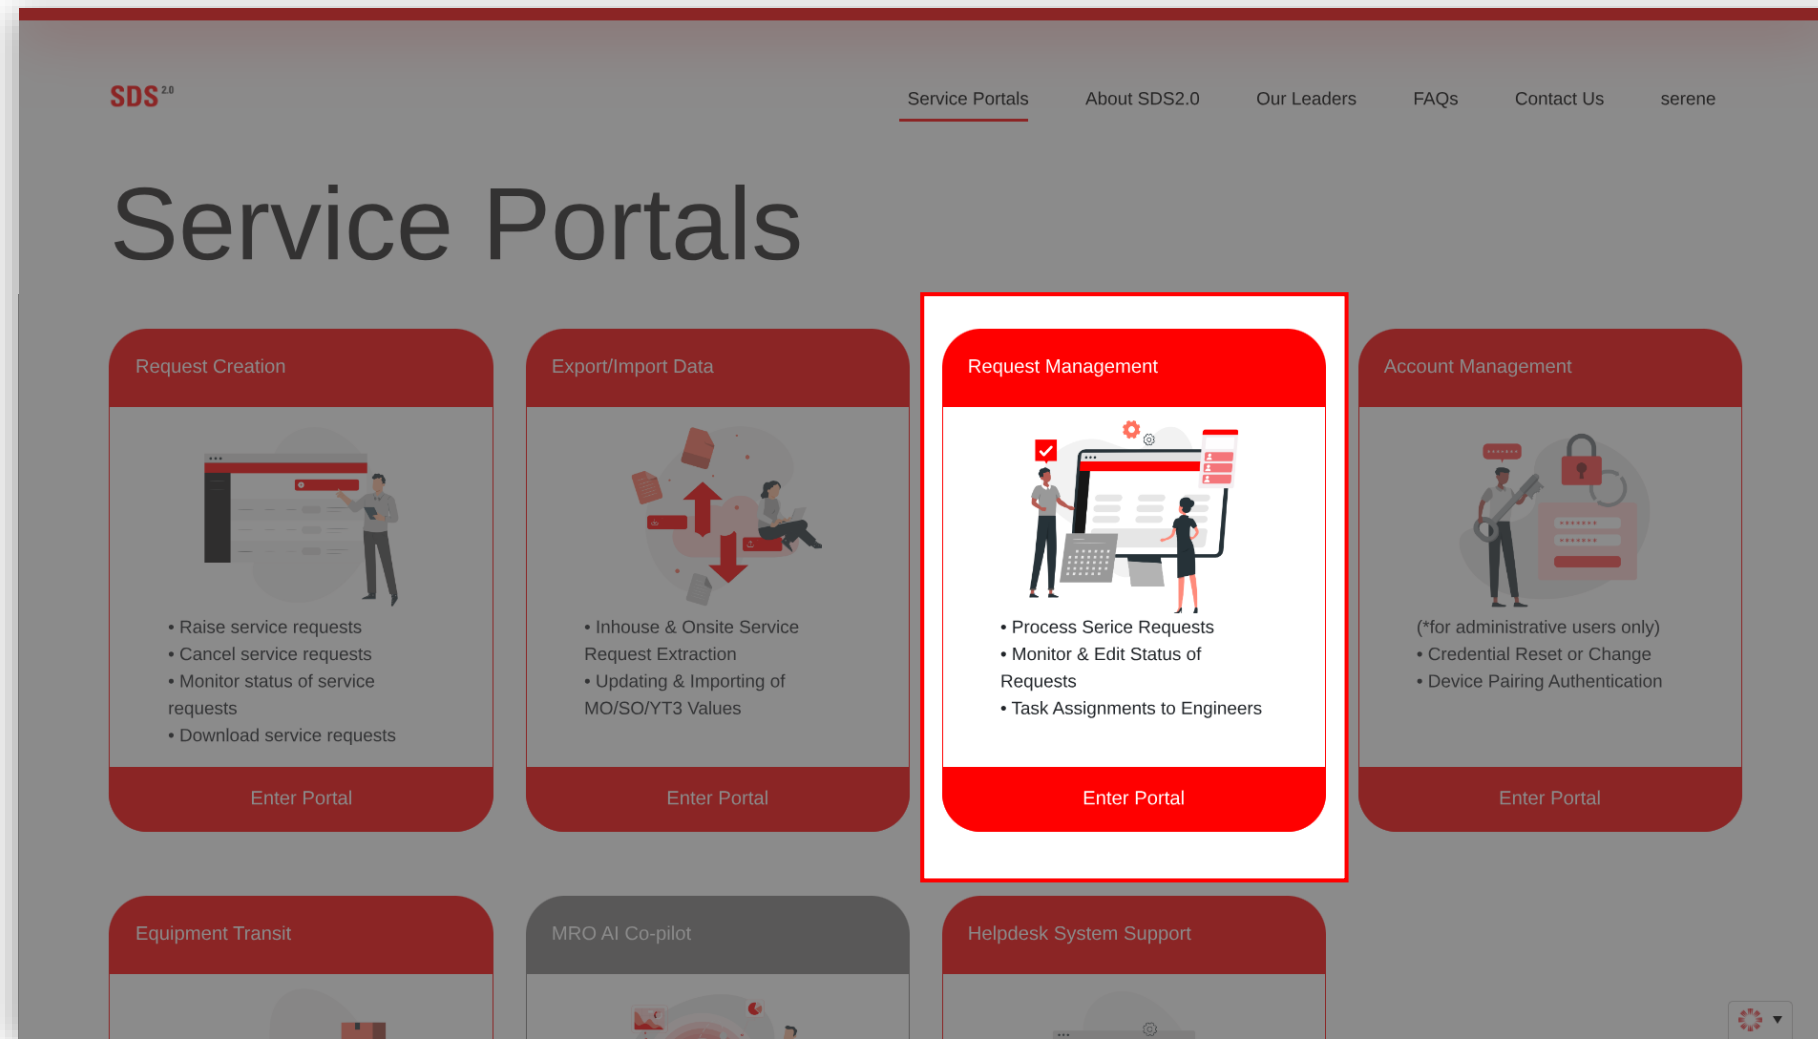 SDS 2.0
Service Portals
About SDS2.0
Our Leaders
FAQs
Contact Us
serene
Service Portals
Request Creation
• Raise service requests
• Cancel service requests
• Monitor status of service
requests
• Download service requests
Enter Portal
Export/Import Data
• Inhouse & Onsite Service
Request Extraction
• Updating & Importing of
MO/SO/YT3 Values
Enter Portal
Request Management
• Process Serice Requests
• Monitor & Edit Status of
Requests
• Task Assignments to Engineers
Enter Portal
Account Management
(*for administrative users only)
• Credential Reset or Change
• Device Pairing Authentication
Enter Portal
Equipment Transit
MRO AI Co-pilot
Helpdesk System Support